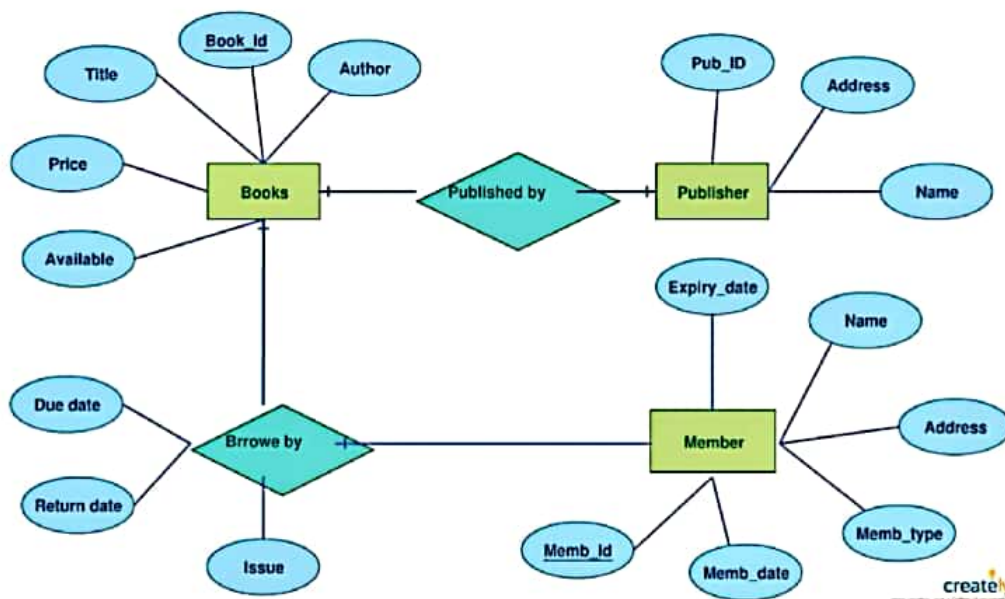 Book_Id
Title
Author
Pub_ID
Address
Price
Books
Published by
Publisher
Name
Available
Expiry_date
Name
Due date
Brrowe by
Member
Address
Return date
Memb_type
Memb_Id
Issue
Memb_date